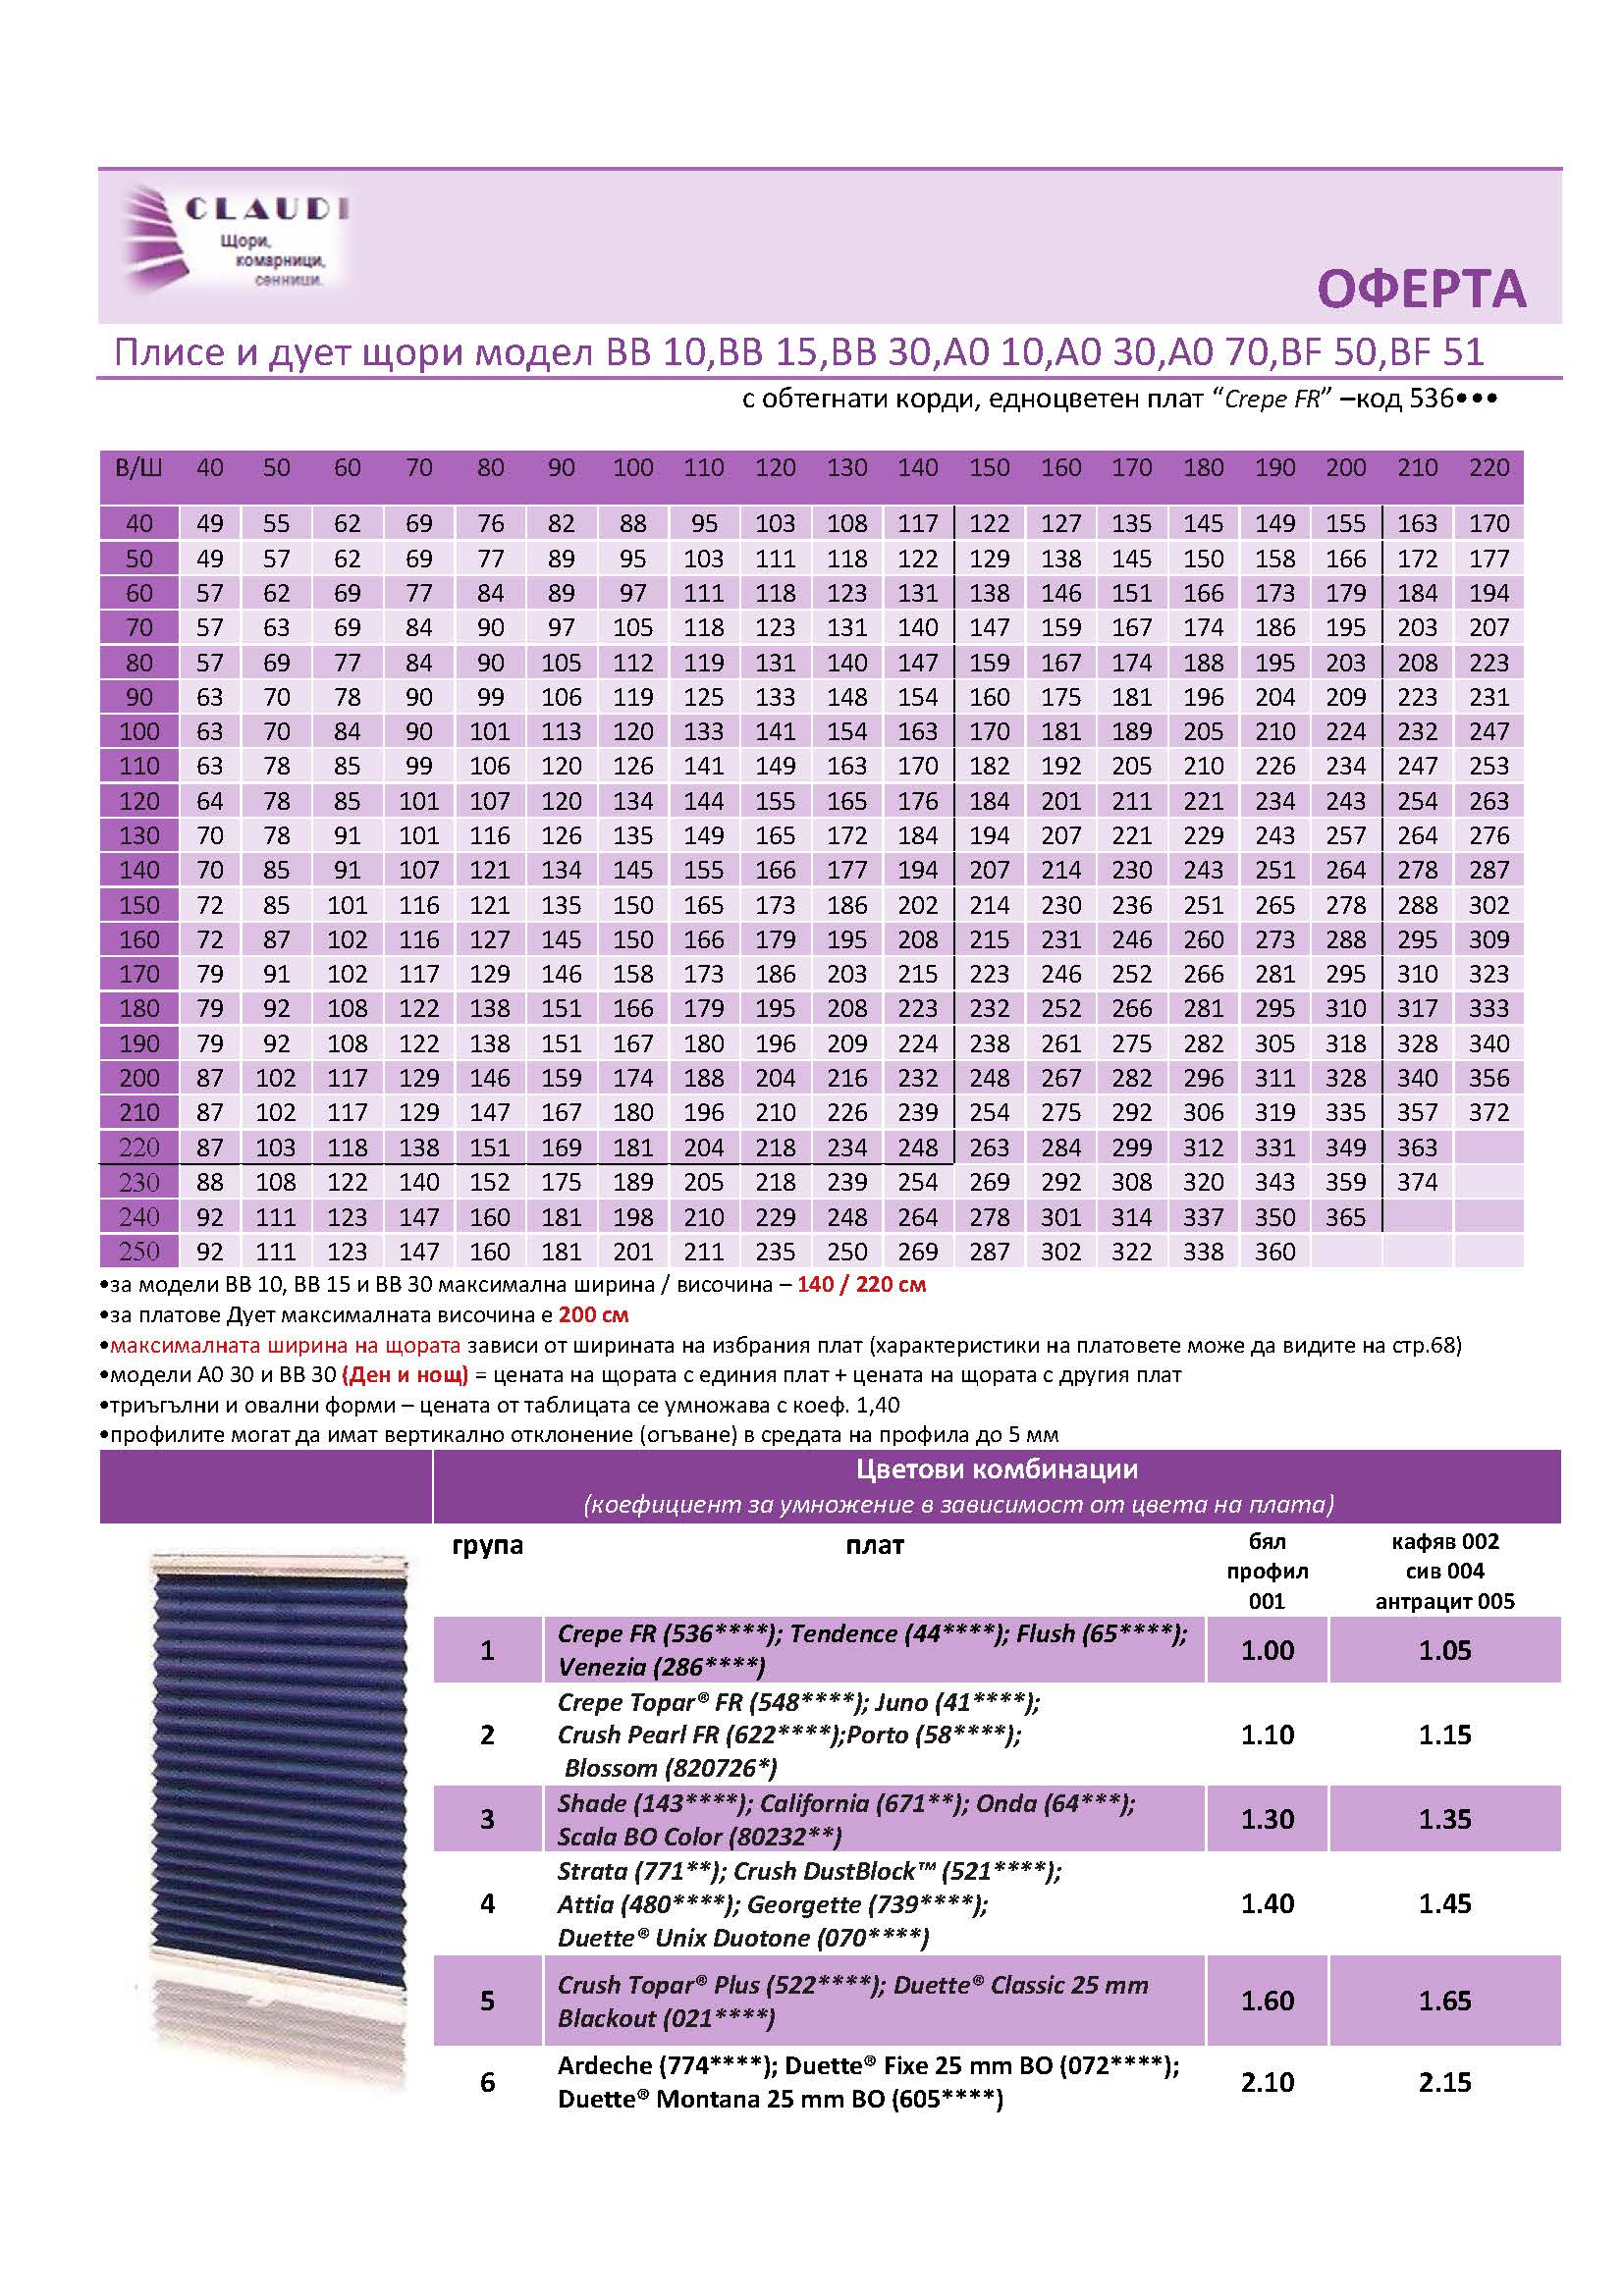 CLAUDI
Щори,
комарници,
сенници.
ОФЕРТА
Плисе и дует щори модел BB 10,BB 15,BB 30,A0 10,A0 30,A0 70,BF 50,BF 51
с обтегнати корди, едноцветен плат “Crepe FR” –код 536•••
В/Ш 40 50 60 70 80 90 100 110 120 130 140 150 160 170 180 190 200 210 220
40 49 55 62 69 76 82 88 95 103 108 117 122 127 135 145 149 155 163 170
50 49 57 62 69 77 89 95 103 111 118 122 129 138 145 150 158 166 172 177
60 57 62 69 77 84 89 97 111 118 123 131 138 146 151 166 173 179 184 194
70 57 63 69 84 90 97 105 118 123 131 140 147 159 167 174 186 195 203 207
80 57 69 77 84 90 105 112 119 131 140 147 159 167 174 188 195 203 208 223
90 63 70 78 90 99 106 119 125 133 148 154 160 175 181 196 204 209 223 231
100 63 70 84 90 101 113 120 133 141 154 163 170 181 189 205 210 224 232 247
110 63 78 85 99 106 120 126 141 149 163 170 182 192 205 210 226 234 247 253
120 64 78 85 101 107 120 134 144 155 165 176 184 201 211 221 234 243 254 263
130 70 78 91 101 116 126 135 149 165 172 184 194 207 221 229 243 257 264 276
140 70 85 91 107 121 134 145 155 166 177 194 207 214 230 243 251 264 278 287
150 72 85 101 116 121 135 150 165 173 186 202 214 230 236 251 265 278 288 302
160 72 87 102 116 127 145 150 166 179 195 208 215 231 246 260 273 288 295 309
170 79 91 102 117 129 146 158 173 186 203 215 223 246 252 266 281 295 310 323
180 79 92 108 122 138 151 166 179 195 208 223 232 252 266 281 295 310 317 333
190 79 92 108 122 138 151 167 180 196 209 224 238 261 275 282 305 318 328 340
200 87 102 117 129 146 159 174 188 204 216 232 248 267 282 296 311 328 340 356
210 87 102 117 129 147 167 180 196 210 226 239 254 275 292 306 319 335 357 372
220 87 103 118 138 151 169 181 204 218 234 248 263 284 299 312 331 349 363
230 88 108 122 140 152 175 189 205 218 239 254 269 292 308 320 343 359 374
240 92 111 123 147 160 181 198 210 229 248 264 278 301 314 337 350 365
250 92 111 123 147 160 181 201 211 235 250 269 287 302 322 338 360
•за модели BB 10, BB 15 и BB 30 максимална ширина / височина – 140 / 220 см
•за платове Дует максималната височина е 200 см
•максималната ширина на щората зависи от ширината на избрания плат (характеристики на платовете може да видите на стр.68)
•модели A0 30 и BB 30 (Ден и нощ) = цената на щората с единия плат + цената на щората с другия плат
•триъгълни и овални форми – цената от таблицата се умножава с коеф. 1,40
•профилите могат да имат вертикално отклонение (огъване) в средата на профила до 5 мм
Цветови комбинации
(коефициент за умножение в зависимост от цвета на плата)
група плат бял кафяв 002
профил сив 004
001 антрацит 005
1 Crepe FR (536****); Tendence (44****); Flush (65****); 1.00 1.05
Venezia (286****)
Crepe Topar® FR (548****); Juno (41****);
2 Crush Pearl FR (622****);Porto (58****); 1.10 1.15
Blossom (820726*)
3 Shade (143****); California (671**); Onda (64***); 1.30 1.35
Scala BO Color (80232**)
Strata (771**); Crush DustBlock™ (521****);
4 Attia (480****); Georgette (739****); 1.40 1.45
Duette® Unix Duotone (070****)
5 Crush Topar® Plus (522****); Duette® Classic 25 mm 1.60 1.65
Blackout (021****)
6 Ardeche (774****); Duette® Fixe 25 mm BO (072****); 2.10 2.15
Duette® Montana 25 mm BO (605****)